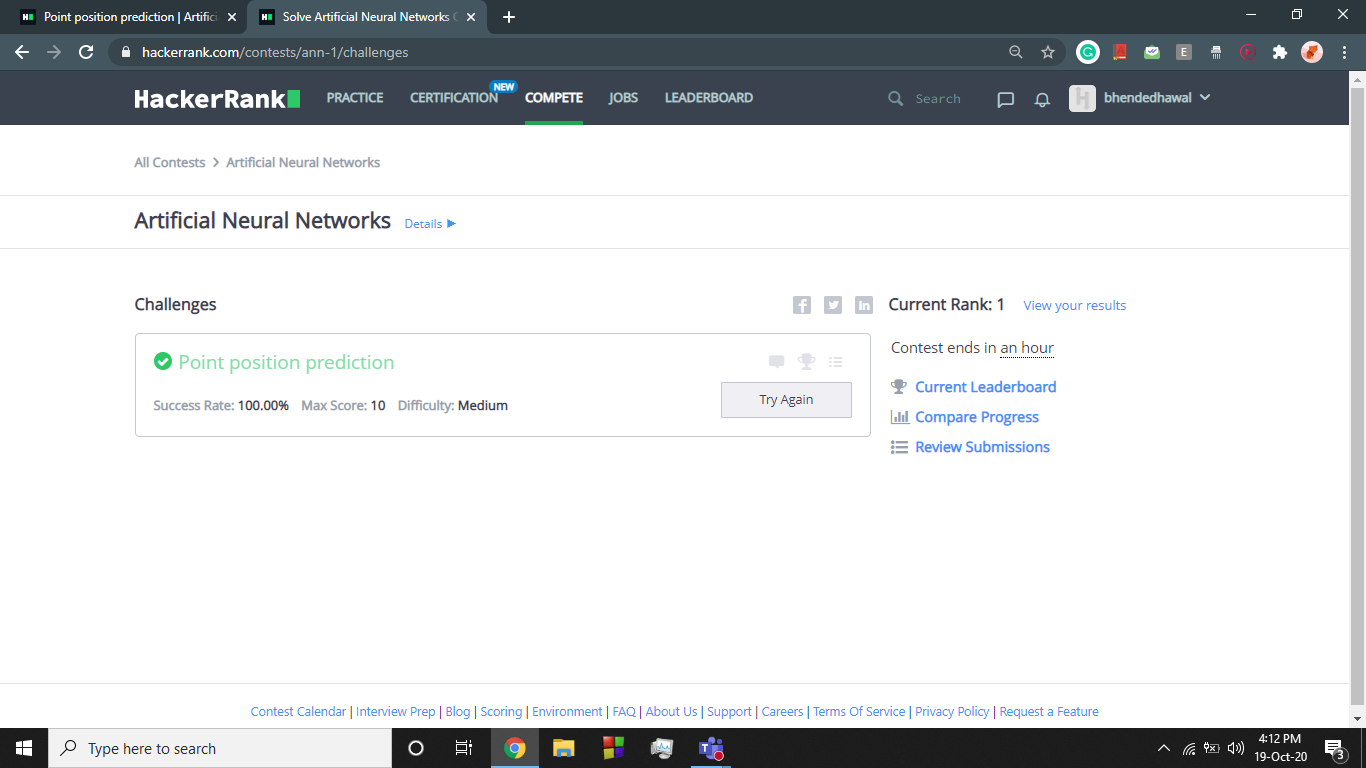 Point position prediction | Artific
Solve Artificial Neural Networks
hackerrank.com/contests/ann-1/challenges
HackerRank
PRACTICE
CERTIFICATION
NEW
COMPETE
JOBS
LEADERBOARD
Search
bhendedhawal
All Contests > Artificial Neural Networks
Artificial Neural Networks
Details
Challenges
Current Rank: 1
View your results
Point position prediction
Success Rate: 100.00% Max Score: 10 Difficulty: Medium
Try Again
Contest ends in an hour
Current Leaderboard
Compare Progress
Review Submissions
Contest Calendar | Interview Prep | Blog | Scoring | Environment | FAQ | About Us | Support | Careers | Terms Of Service | Privacy Policy | Request a Feature
Type here to search
4:12 PM
19-Oct-20
3